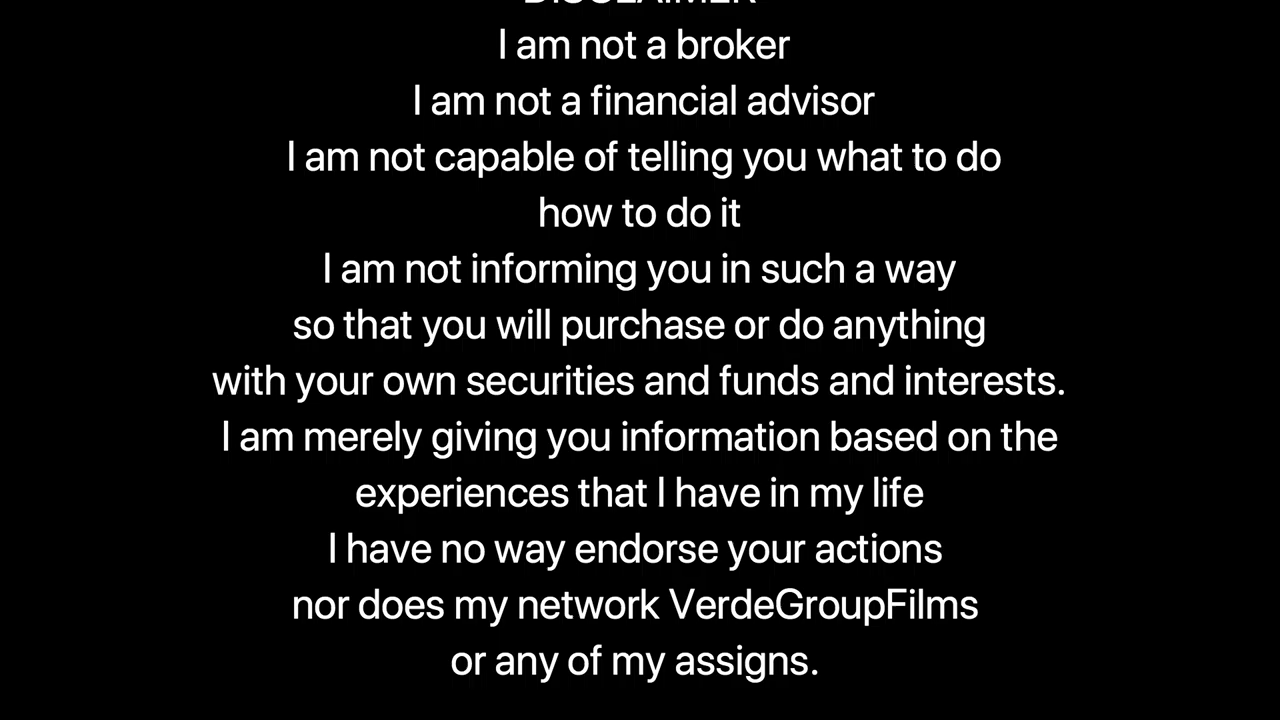 DISCLAIMER
I am not a broker
I am not a financial advisor
I am not capable of telling you what to do
how to do it
I am not informing you in such a way
so that you will purchase or do anything
with your own securities and funds and interests.
I am merely giving you information based on the
experiences that I have in my life
I have no way endorse your actions
nor does my network VerdeGroupFilms
or any of my assigns.